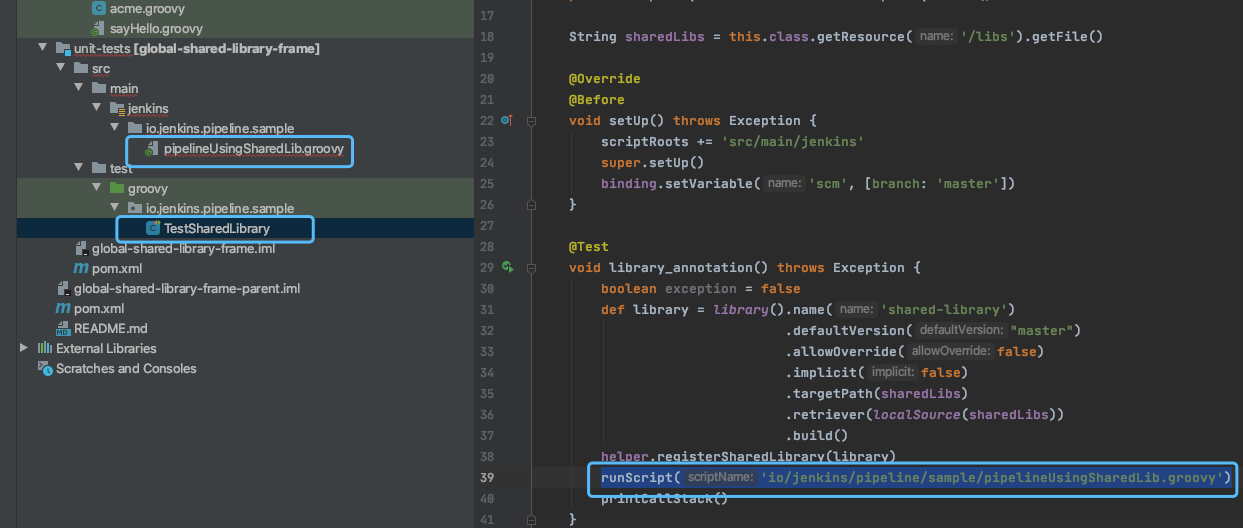 acme.groovy
sayHello.groovy
unit-tests [global-shared-library-frame]
src
main
jenkins
io.jenkins.pipeline.sample
pipelineUsingSharedLib.groovy
test
groovy
io.jenkins.pipeline.sample
TestSharedLibrary
global-shared-library-frame.iml
pom.xml
global-shared-library-frame-parent.iml
pom.xml
README.md
External Libraries
Scratches and Consoles
17
18 String sharedLibs = this.class.getResource( name: '/libs').getFile()
19
20 @Override
21 @Before
22 void setUp() throws Exception {
23 scriptRoots += 'src/main/jenkins'
24 super.setUp()
25 binding.setVariable( name: 'scm', [branch: 'master'])
26 }
27
28 @Test
29 void library_annotation() throws Exception {
30 boolean exception = false
31 def library = library().name( name: 'shared-library')
32 .defaultVersion( defaultVersion: "master")
33 .allowOverride( allowOverride: false)
34 .implicit( implicit: false)
35 .targetPath(sharedLibs)
36 .retriever(localSource(sharedLibs))
37 .build()
38 helper.registerSharedLibrary(library)
39 runScript( scriptName: 'io/jenkins/pipeline/sample/pipelineUsingSharedLib.groovy')
40 printCallStack()
41 }